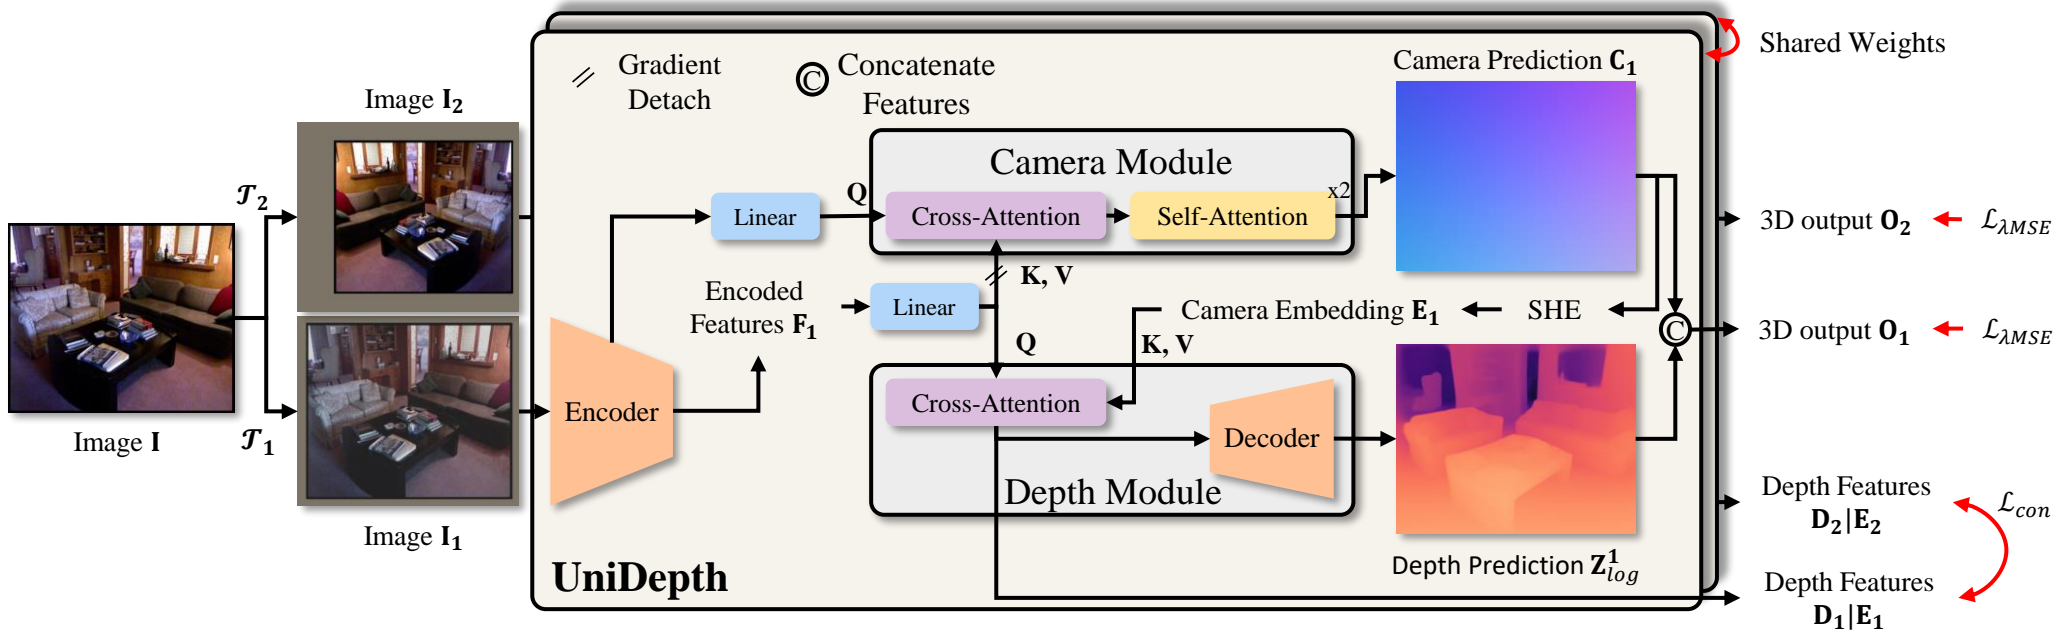 Image I
𝒯₂
𝒯₁
Image I₂
Image I₁
Gradient
Detach
C
Concatenate
Features
Camera Prediction C₁
Shared Weights
Camera Module
Linear
Q
Cross-Attention
Self-Attention
x2
K, V
Encoded
Features F₁
Linear
Camera Embedding E₁
SHE
Q
K, V
C
3D output O₂
ℒλMSE
3D output O₁
ℒλMSE
Encoder
Cross-Attention
Decoder
Depth Module
Depth Prediction Z¹log
UniDepth
Depth Features
D₂|E₂
ℒcon
Depth Features
D₁|E₁